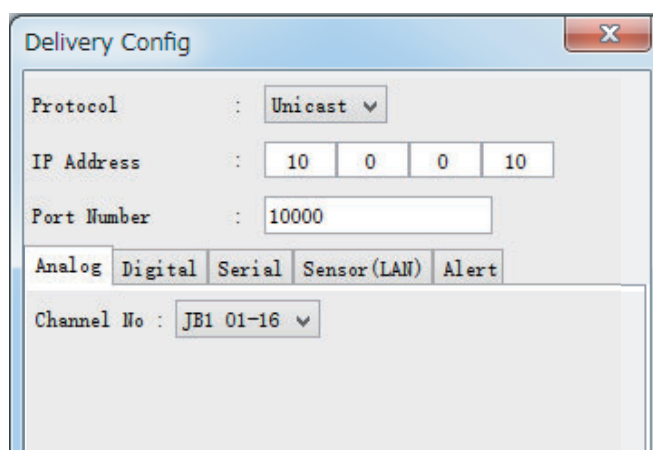 Delivery Config
Protocol : Unicast
IP Address : 10 0 0 10
Port Number : 10000
Analog Digital Serial Sensor(LAN) Alert
Channel No : JB1 01-16